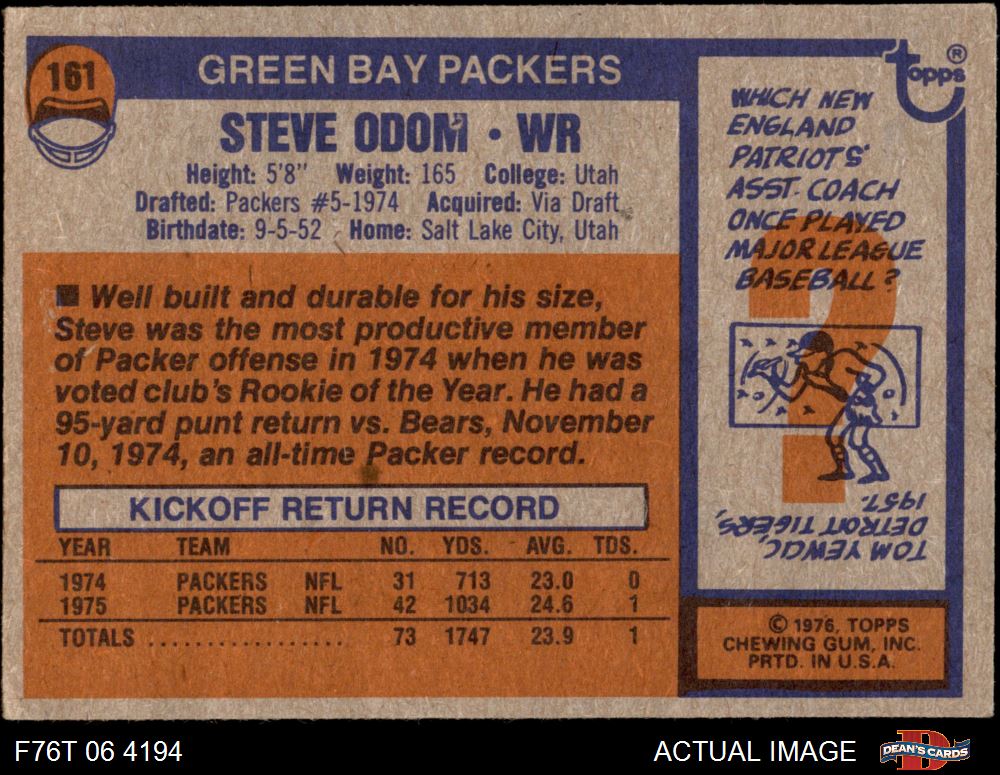 161
GREEN BAY PACKERS
STEVE ODOM • WR
Height: 5'8" Weight: 165 College: Utah
Drafted: Packers #5-1974 Acquired: Via Draft
Birthdate: 9-5-52 Home: Salt Lake City, Utah
■ Well built and durable for his size,
Steve was the most productive member
of Packer offense in 1974 when he was
voted club's Rookie of the Year. He had a
95-yard punt return vs. Bears, November
10, 1974, an all-time Packer record.
KICKOFF RETURN RECORD
YEAR TEAM NO. YDS. AVG. TDS.
1974 PACKERS NFL 31 713 23.0 0
1975 PACKERS NFL 42 1034 24.6 1
TOTALS .................. 73 1747 23.9 1
topps®
WHICH NEW
ENGLAND
PATRIOTS'
ASST. COACH
ONCE PLAYED
MAJOR LEAGUE
BASEBALL?
?
TOM YEWCIC,
DETROIT TIGERS,
1957.
© 1976, TOPPS
CHEWING GUM, INC.
PRTD. IN U.S.A.
F76T 06 4194
ACTUAL IMAGE
D
DEAN'S CARDS